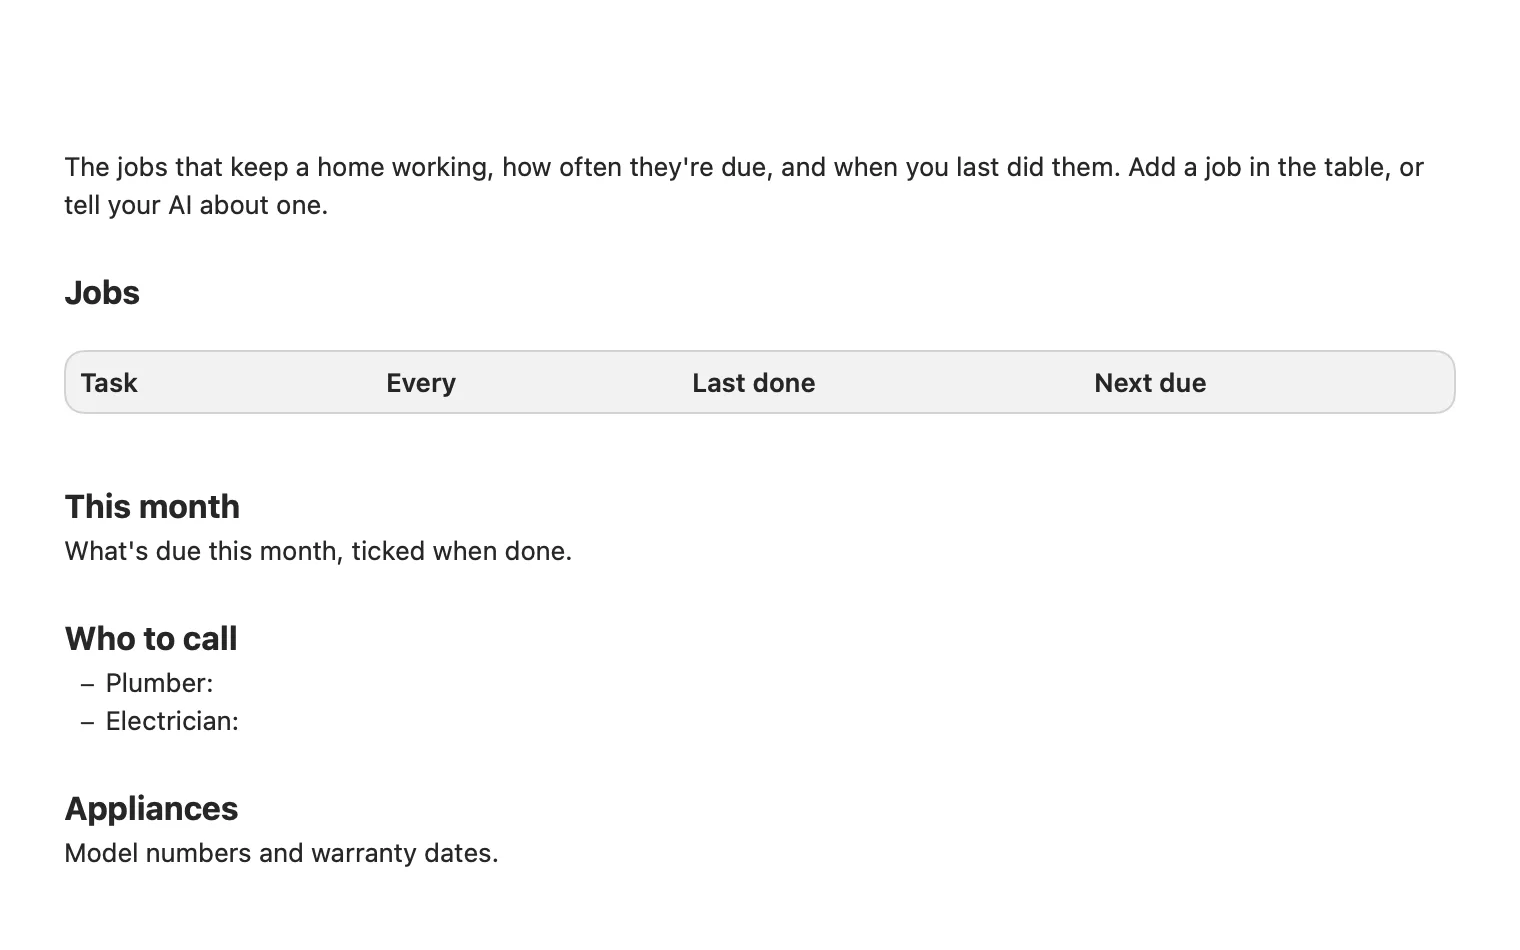 The jobs that keep a home working, how often they're due, and when you last did them. Add a job in the table, or
tell your AI about one.
Jobs
Task Every Last done Next due
This month
What's due this month, ticked when done.
Who to call
– Plumber:
– Electrician:
Appliances
Model numbers and warranty dates.